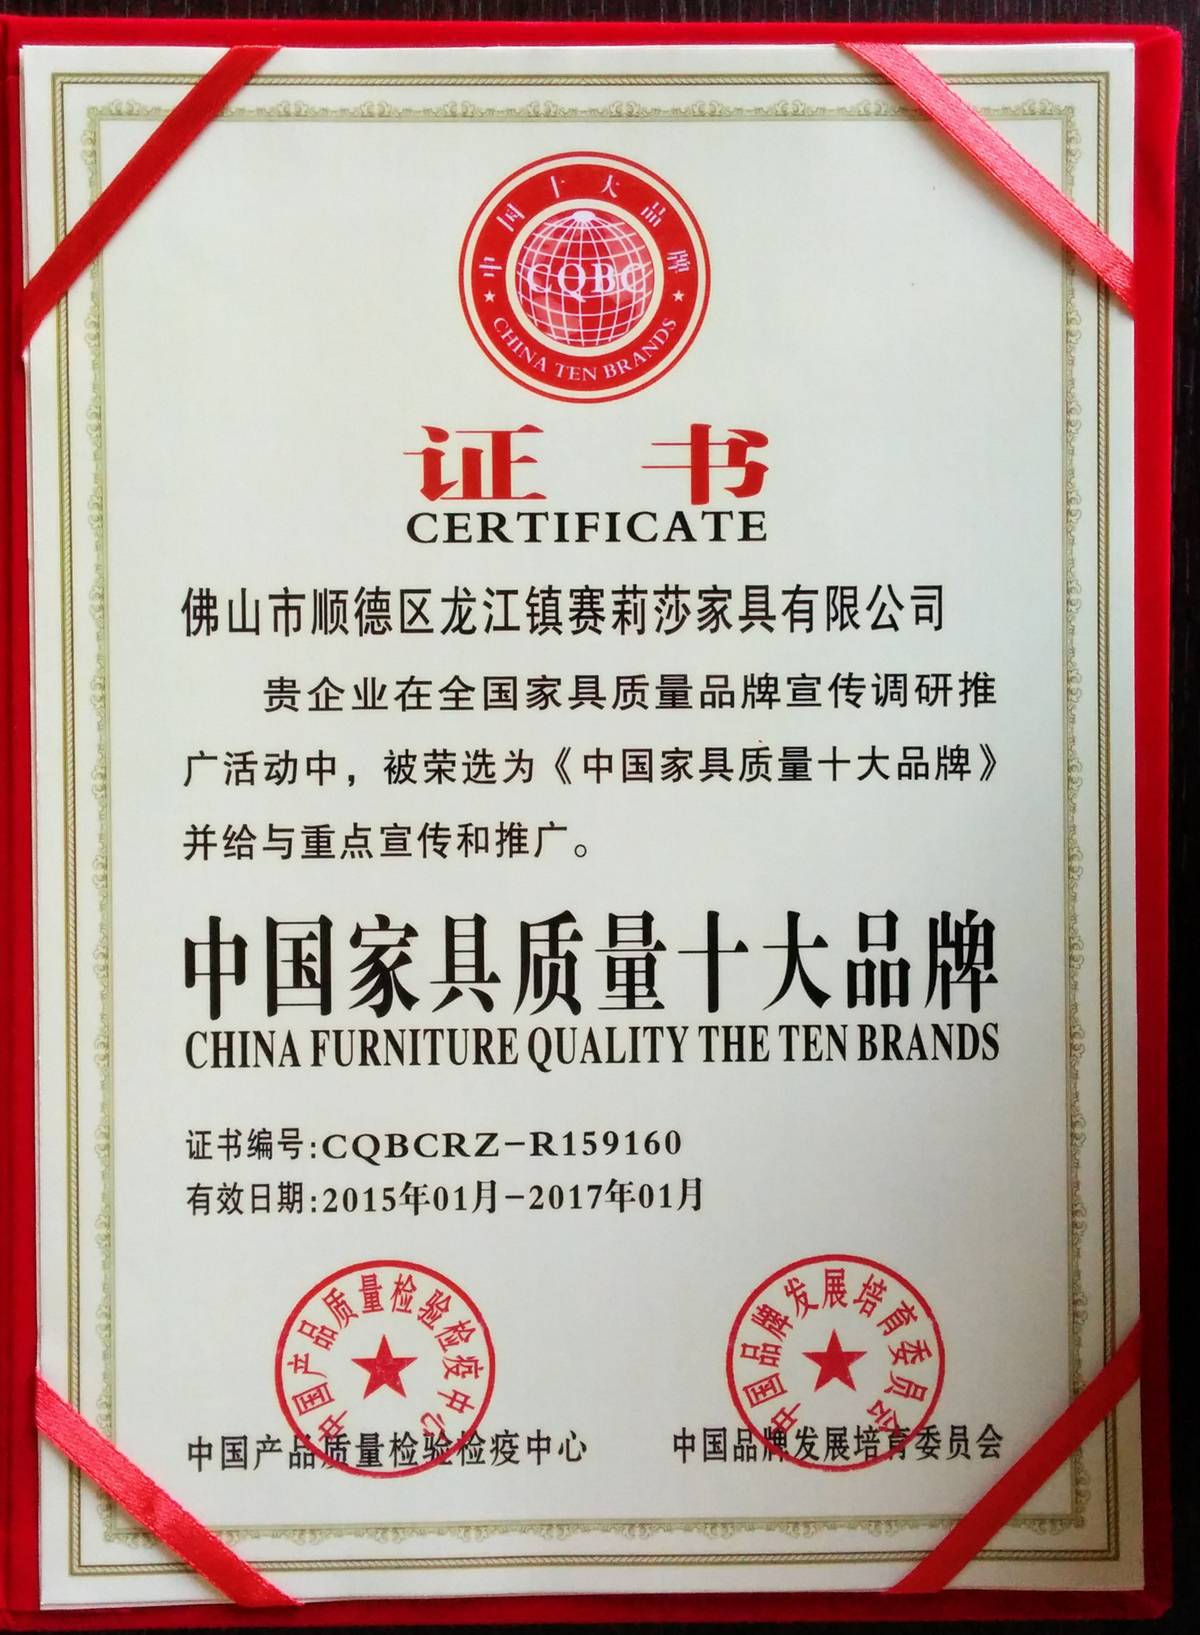 中国十大品牌
CQBC
★CHINA TEN BRANDS★
证书
CERTIFICATE
佛山市顺德区龙江镇赛莉莎家具有限公司
贵企业在全国家具质量品牌宣传调研推
广活动中，被荣选为《中国家具质量十大品牌》
并给与重点宣传和推广。
中国家具质量十大品牌
CHINA FURNITURE QUALITY THE TEN BRANDS
证书编号:CQBCRZ-R159160
有效日期:2015年01月-2017年01月
中国产品质量检验检疫中心
中国品牌发展培育委员会
中国产品质量检验检疫中心
中国品牌发展培育委员会